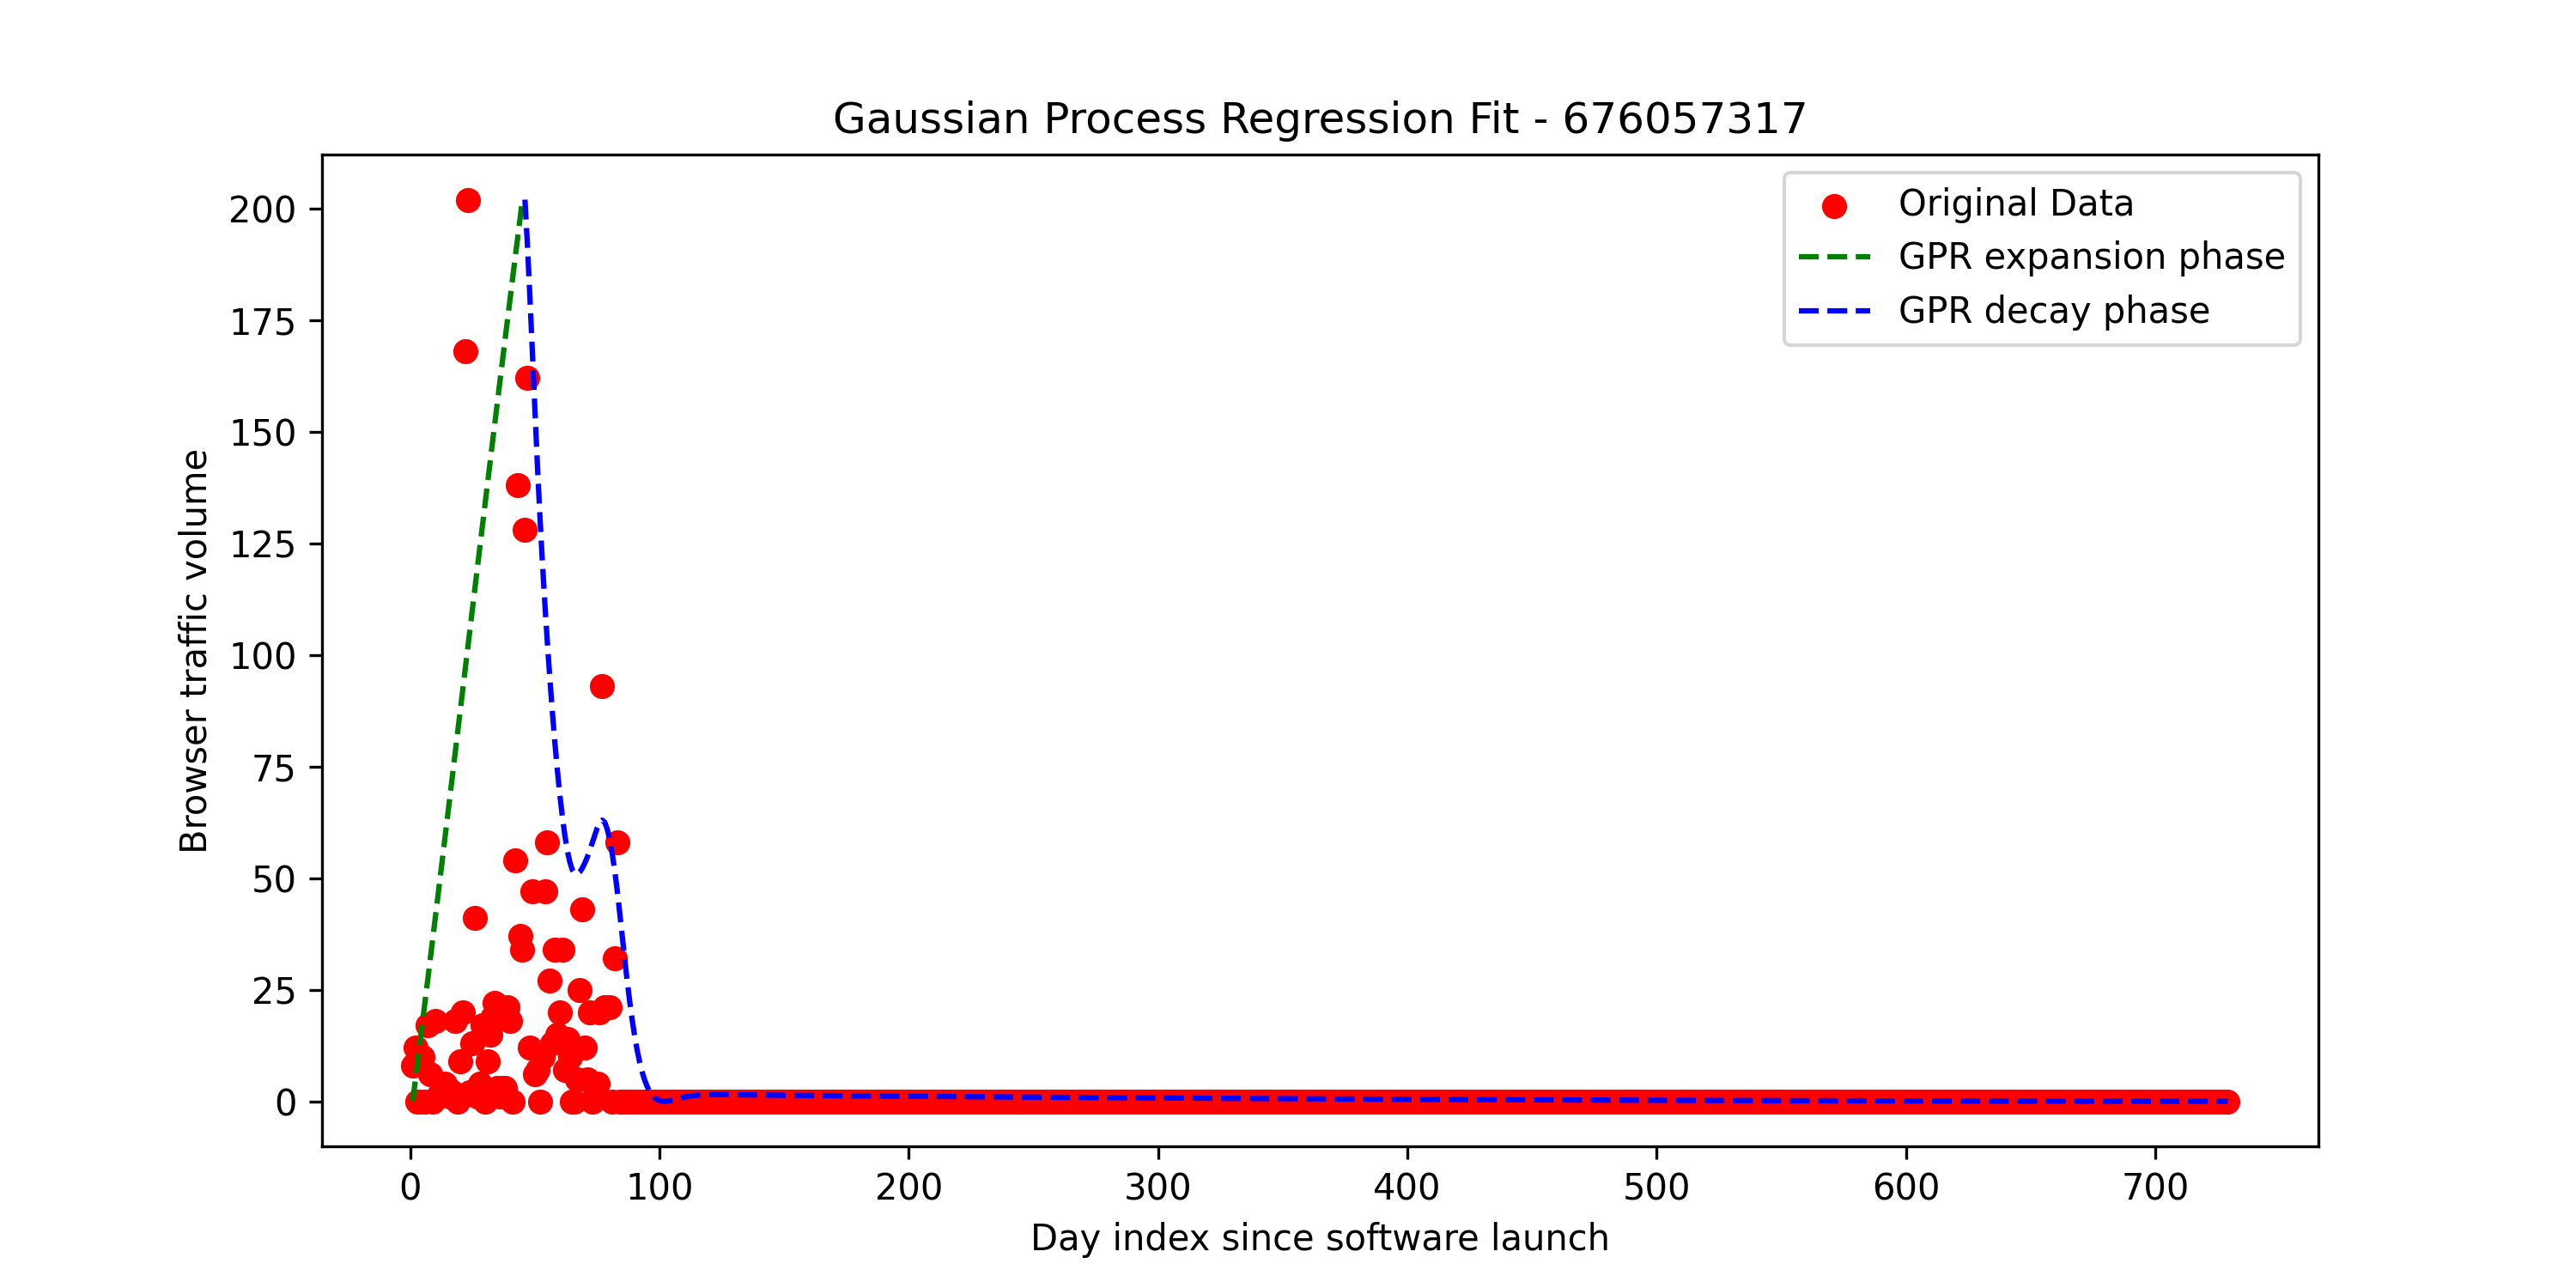 Gaussian Process Regression Fit - 676057317
Original Data
GPR expansion phase
GPR decay phase
Browser traffic volume
200
175
150
125
100
75
50
25
0
0 100 200 300 400 500 600 700
Day index since software launch